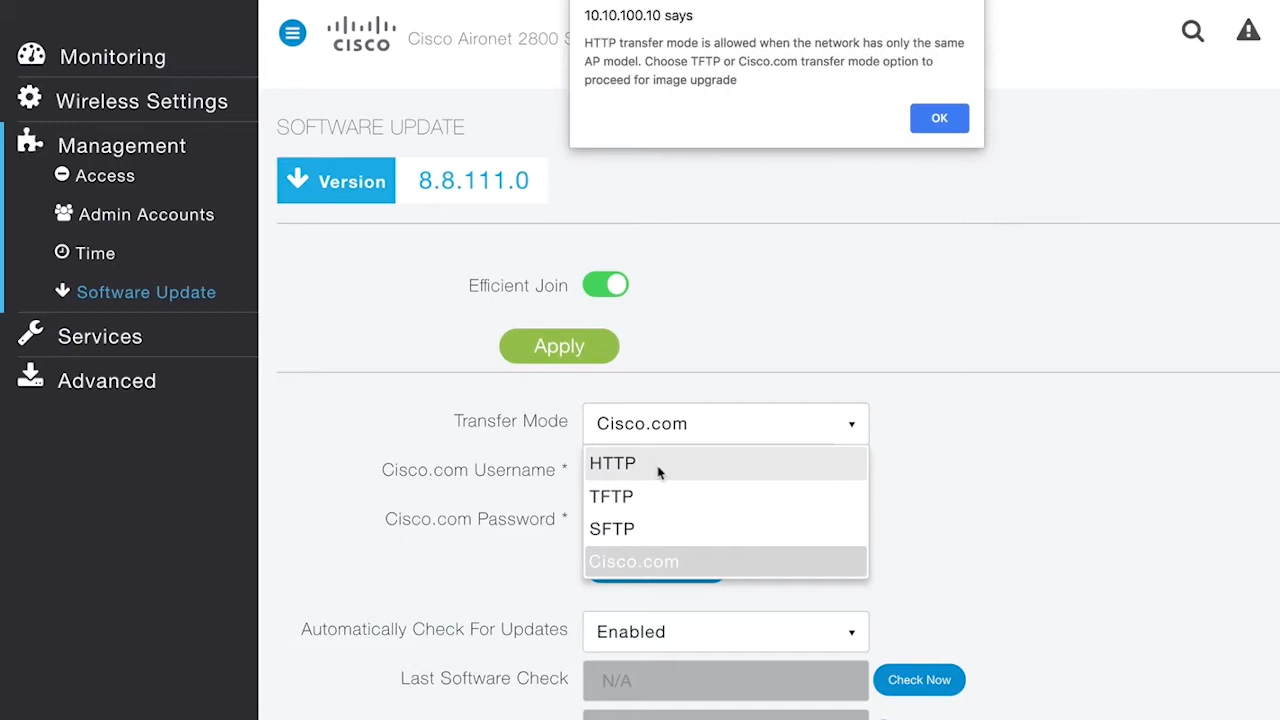 Monitoring
Wireless Settings
Management
Access
Admin Accounts
Time
Software Update
Services
Advanced
CISCO
Cisco Aironet 2800 S
10.10.100.10 says
HTTP transfer mode is allowed when the network has only the same
AP model. Choose TFTP or Cisco.com transfer mode option to
proceed for image upgrade
OK
SOFTWARE UPDATE
Version 8.8.111.0
Efficient Join
Apply
Transfer Mode Cisco.com
Cisco.com Username *
Cisco.com Password *
HTTP
TFTP
SFTP
Cisco.com
Automatically Check For Updates Enabled
Last Software Check N/A Check Now